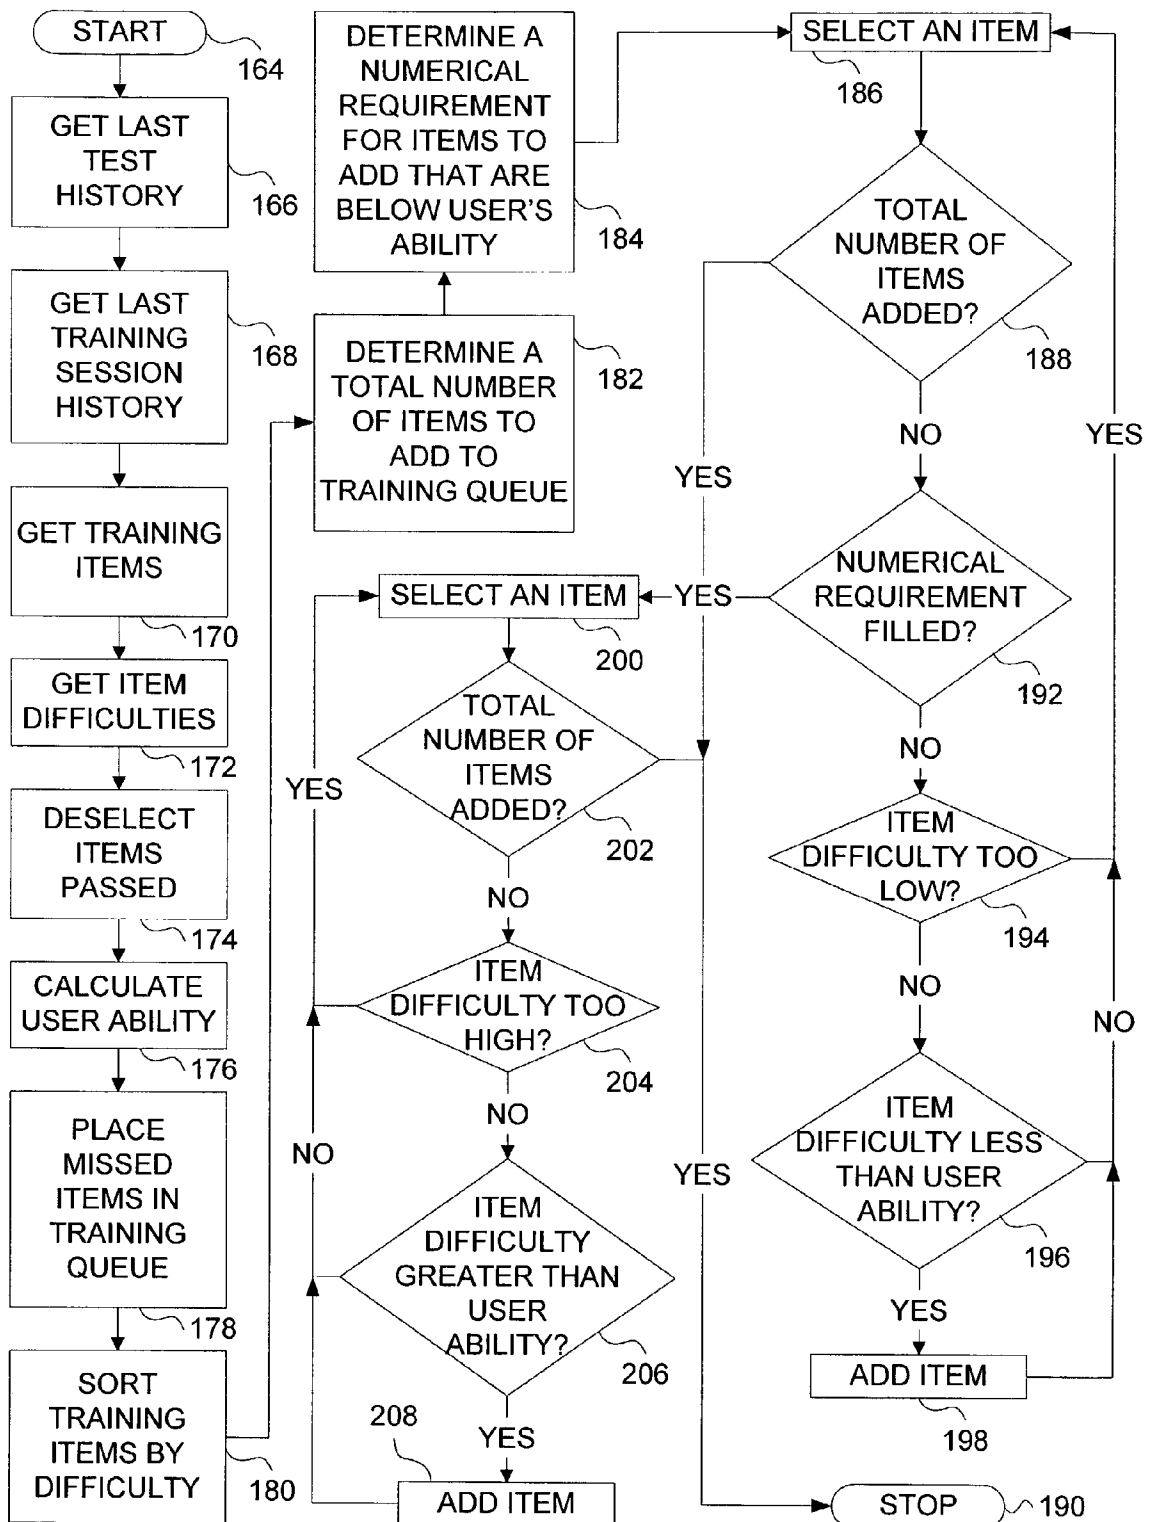 START
164
GET LAST
TEST
HISTORY
166
GET LAST
TRAINING
SESSION
HISTORY
168
GET TRAINING
ITEMS
170
GET ITEM
DIFFICULTIES
172
DESELECT
ITEMS
PASSED
174
CALCULATE
USER ABILITY
176
PLACE
MISSED
ITEMS IN
TRAINING
QUEUE
178
SORT
TRAINING
ITEMS BY
DIFFICULTY
180
DETERMINE A
TOTAL NUMBER
OF ITEMS TO
ADD TO
TRAINING QUEUE
182
DETERMINE A
NUMERICAL
REQUIREMENT
FOR ITEMS TO
ADD THAT ARE
BELOW USER'S
ABILITY
184
SELECT AN ITEM
186
TOTAL
NUMBER OF
ITEMS
ADDED?
188
YES
NO
NUMERICAL
REQUIREMENT
FILLED?
192
YES
NO
ITEM
DIFFICULTY TOO
LOW?
194
YES
NO
ITEM
DIFFICULTY LESS
THAN USER
ABILITY?
196
NO
YES
ADD ITEM
198
SELECT AN ITEM
200
TOTAL
NUMBER OF
ITEMS
ADDED?
202
YES
NO
ITEM
DIFFICULTY TOO
HIGH?
204
YES
NO
ITEM
DIFFICULTY
GREATER THAN
USER
ABILITY?
206
NO
YES
208
ADD ITEM
STOP
190